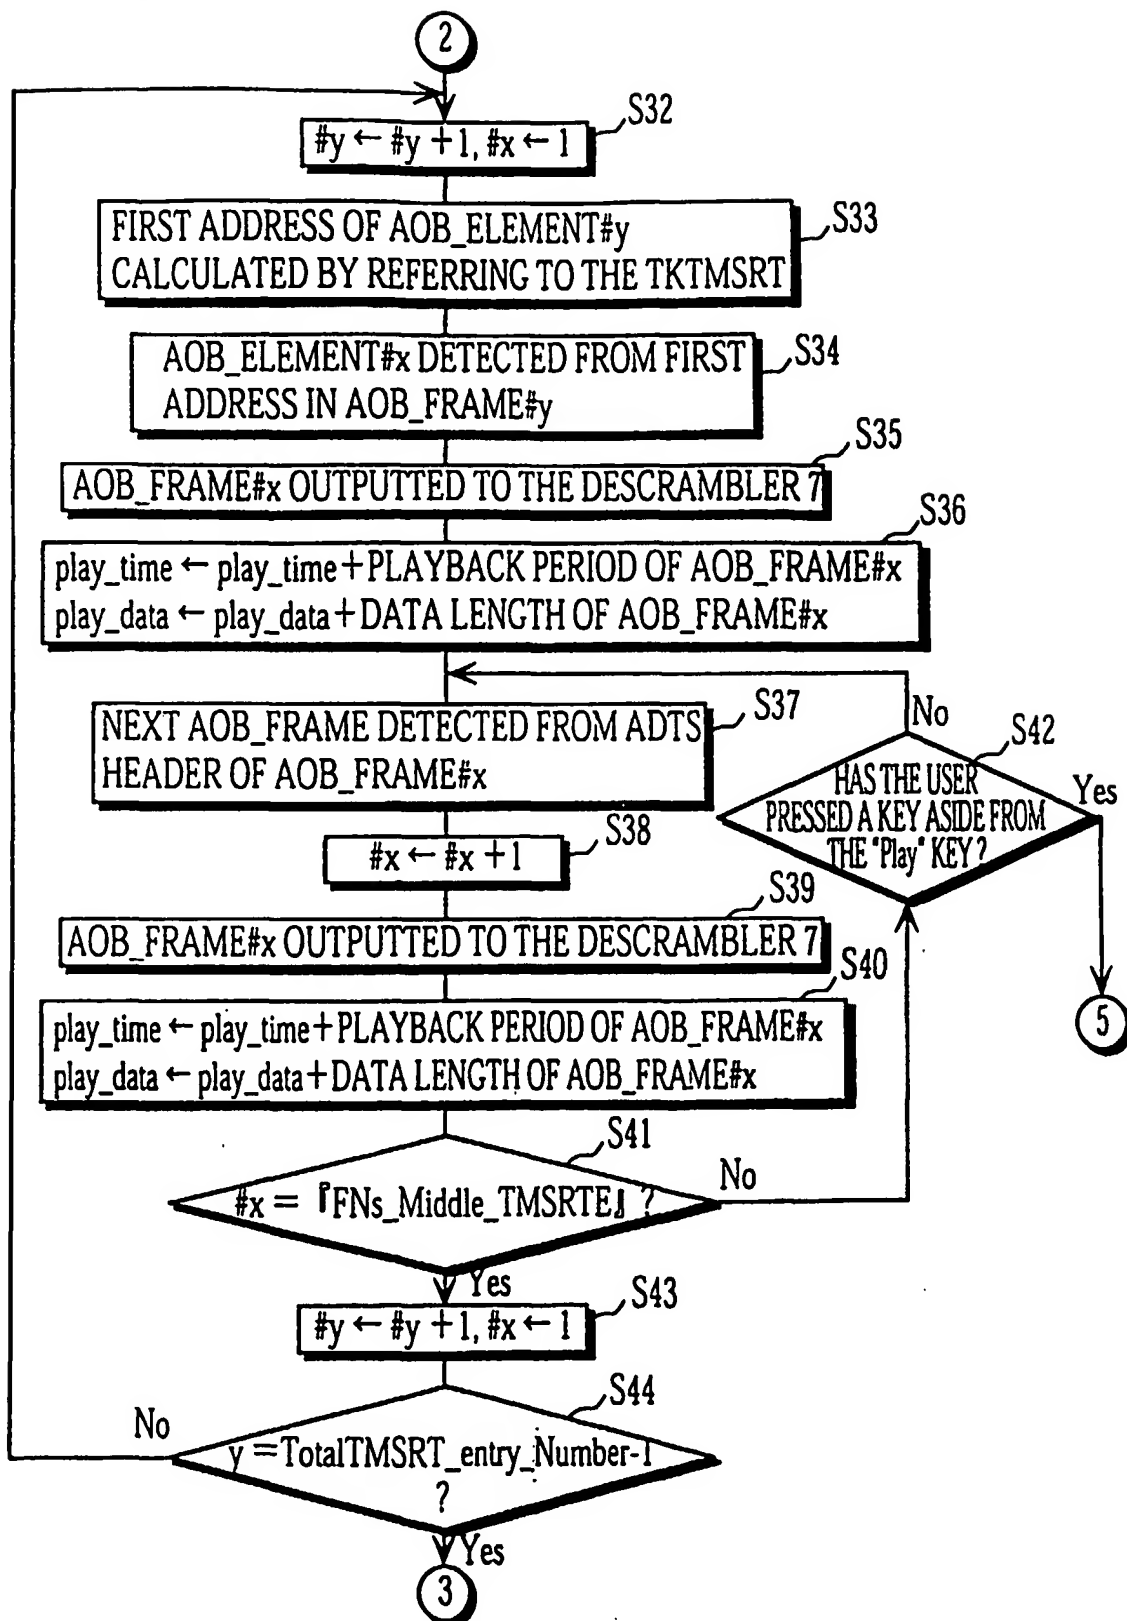 2
S32
#y ← #y + 1, #x ← 1
S33
FIRST ADDRESS OF AOB_ELEMENT#y
CALCULATED BY REFERRING TO THE TKTMSRT
S34
AOB_ELEMENT#x DETECTED FROM FIRST
ADDRESS IN AOB_FRAME#y
S35
AOB_FRAME#x OUTPUTTED TO THE DESCRAMBLER 7
S36
play_time ← play_time+PLAYBACK PERIOD OF AOB_FRAME#x
play_data ← play_data+DATA LENGTH OF AOB_FRAME#x
S37
NEXT AOB_FRAME DETECTED FROM ADTS
HEADER OF AOB_FRAME#x
No
S42
HAS THE USER
PRESSED A KEY ASIDE FROM
THE "Play" KEY?
Yes
S38
#x ← #x + 1
S39
AOB_FRAME#x OUTPUTTED TO THE DESCRAMBLER 7
S40
play_time ← play_time+PLAYBACK PERIOD OF AOB_FRAME#x
play_data ← play_data+DATA LENGTH OF AOB_FRAME#x
5
S41
#x = 『FNs_Middle_TMSRTE』 ?
No
Yes
S43
#y ← #y + 1, #x ← 1
S44
No
y =TotalTMSRT_entry_Number-1
?
Yes
3